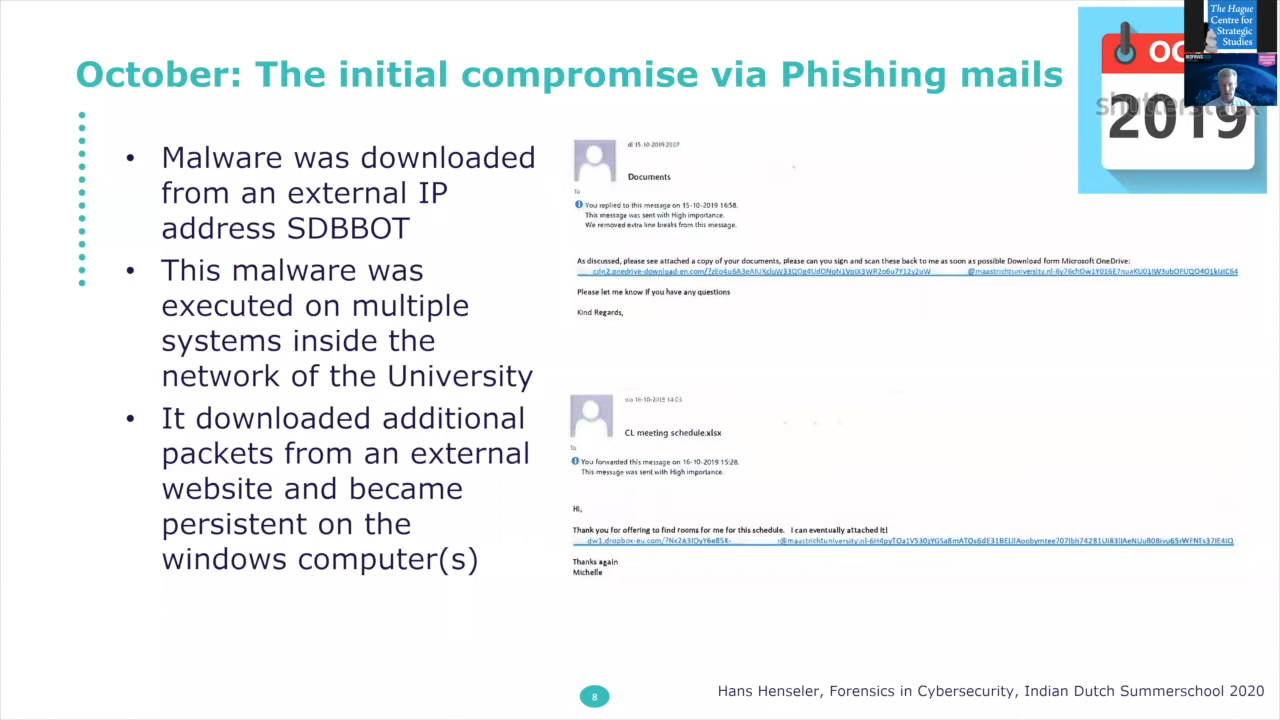 October: The initial compromise via Phishing mails
• Malware was downloaded
from an external IP
address SDBBOT
• This malware was
executed on multiple
systems inside the
network of the University
• It downloaded additional
packets from an external
website and became
persistent on the
windows computer(s)
Documents
To
You replied to this message on 15-10-2019 16:58.
This message was sent with High importance.
We removed extra line breaks from this message.
As discussed, please see attached a copy of your documents, please can you sign and scan these back to me as soon as possible Download form Microsoft OneDrive:
Please let me know if you have any questions
Kind Regards,
CL meeting schedule.xlsx
To
You forwarded this message on 16-10-2019 15:28.
This message was sent with High importance.
Hi,
Thank you for offering to find rooms for me for this schedule. I can eventually attached it!
Thanks again
Michelle
OC
shutterstock
2019
The Hague
Centre for
Strategic
Studies
8
Hans Henseler, Forensics in Cybersecurity, Indian Dutch Summerschool 2020